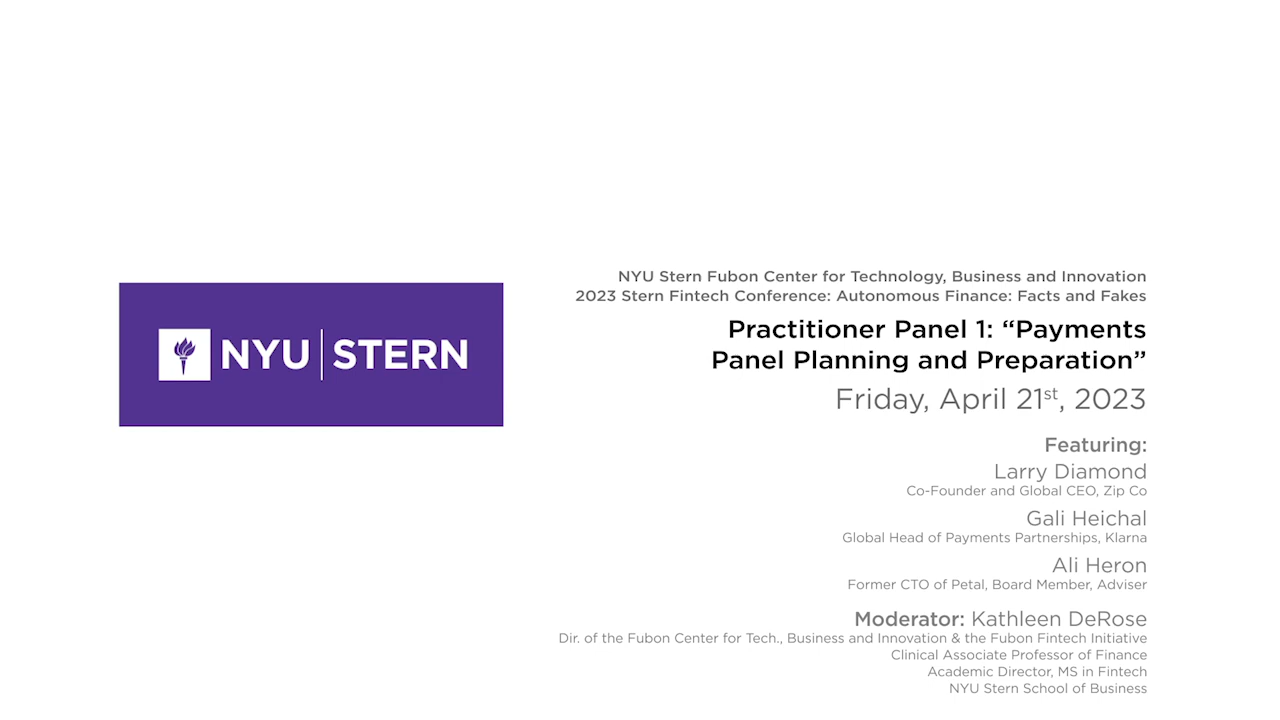 NYU Stern Fubon Center for Technology, Business and Innovation
2023 Stern Fintech Conference: Autonomous Finance: Facts and Fakes
NYU | STERN
Practitioner Panel 1: “Payments
Panel Planning and Preparation”
Friday, April 21st, 2023
Featuring:
Larry Diamond
Co-Founder and Global CEO, Zip Co
Gali Heichal
Global Head of Payments Partnerships, Klarna
Ali Heron
Former CTO of Petal, Board Member, Adviser
Moderator: Kathleen DeRose
Dir. of the Fubon Center for Tech., Business and Innovation & the Fubon Fintech Initiative
Clinical Associate Professor of Finance
Academic Director, MS in Fintech
NYU Stern School of Business